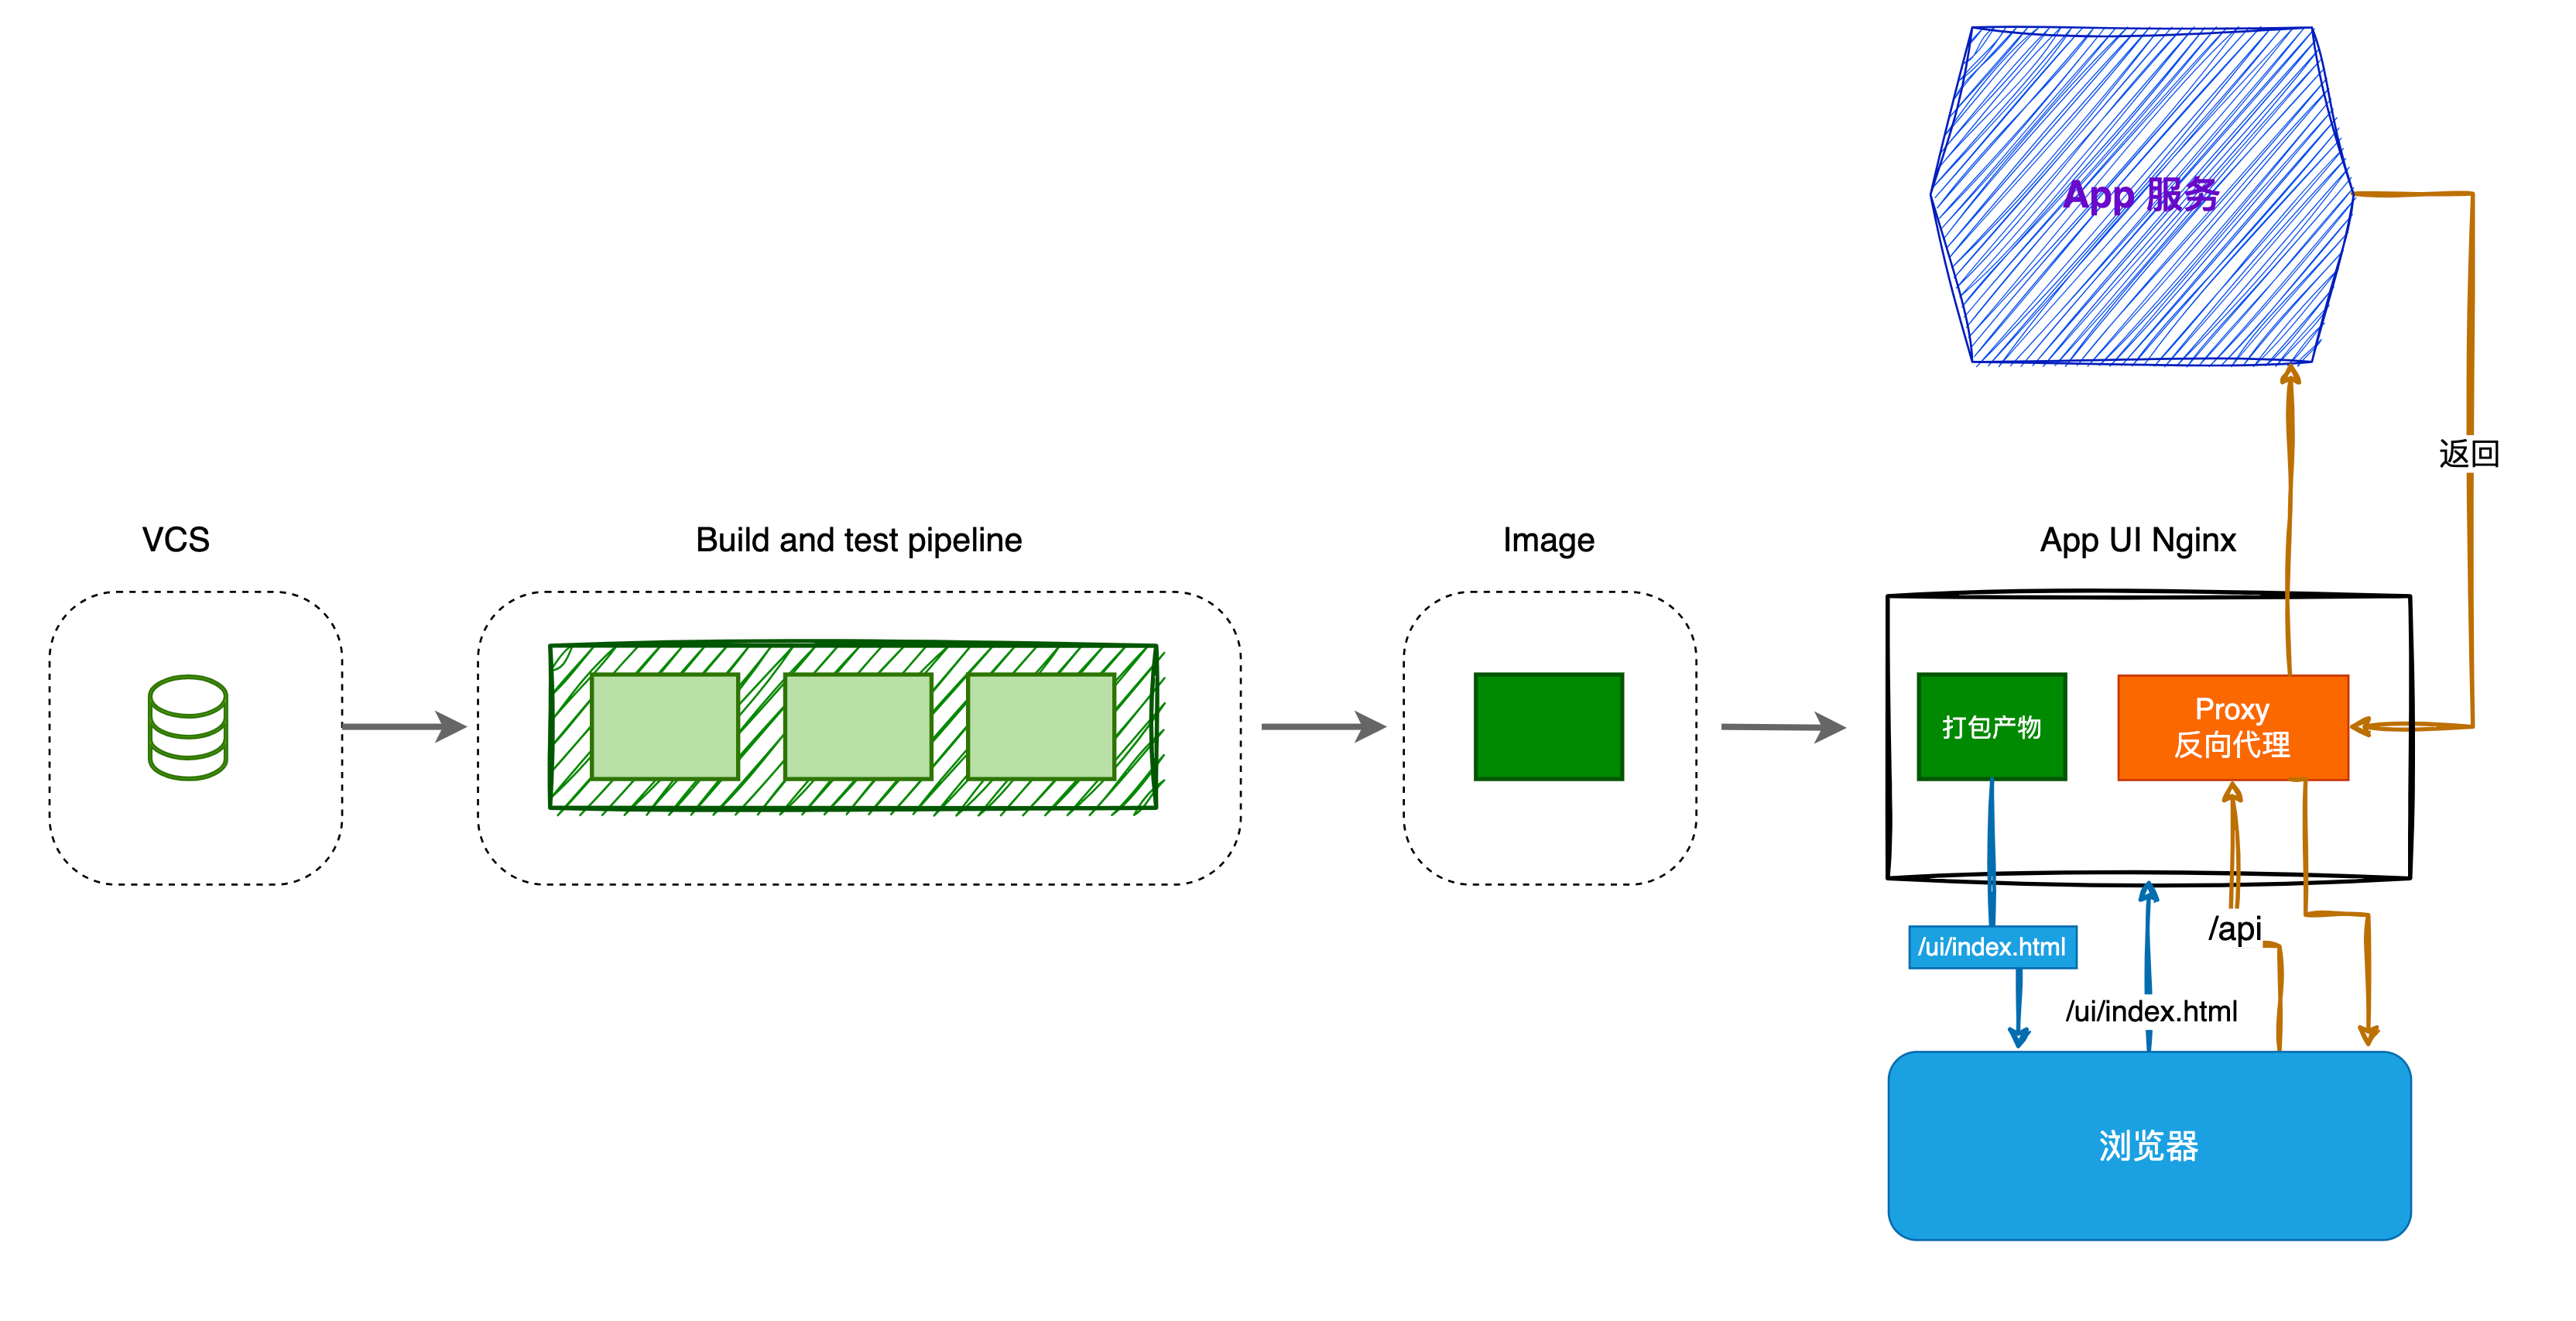 App 服务
返回
VCS
Build and test pipeline
Image
App UI Nginx
打包产物
Proxy
反向代理
/api
/ui/index.html
/ui/index.html
浏览器